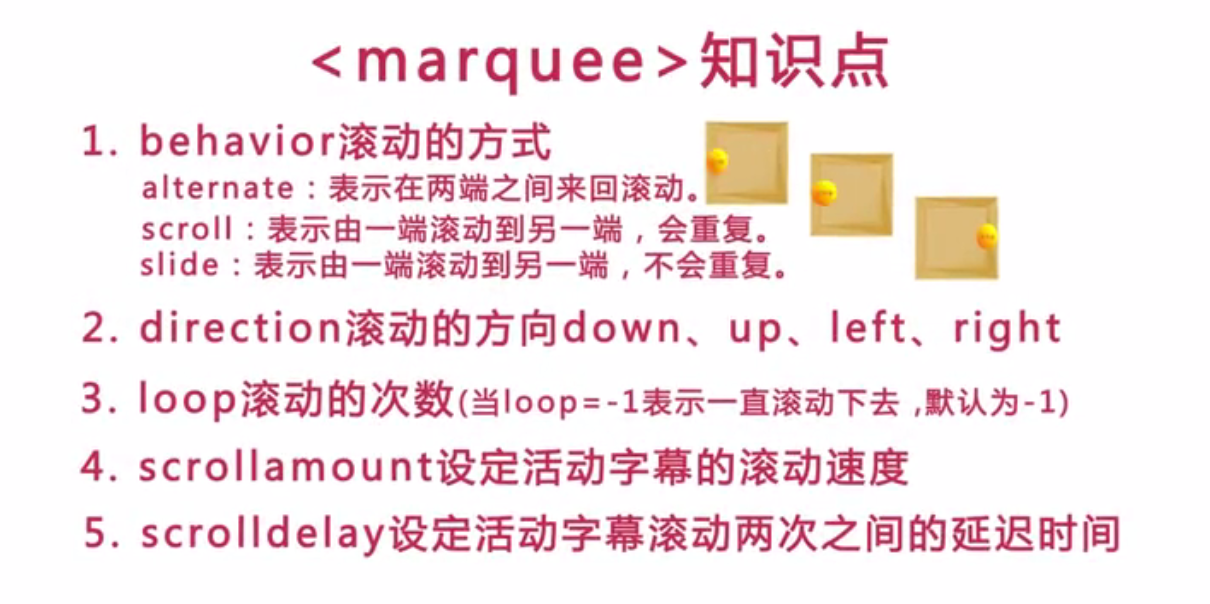 <marquee>知识点
1. behavior滚动的方式
alternate：表示在两端之间来回滚动。
scroll：表示由一端滚动到另一端，会重复。
slide：表示由一端滚动到另一端，不会重复。
2. direction滚动的方向down、up、left、right
3. loop滚动的次数(当loop=-1表示一直滚动下去 ,默认为-1)
4. scrollamount设定活动字幕的滚动速度
5. scrolldelay设定活动字幕滚动两次之间的延迟时间